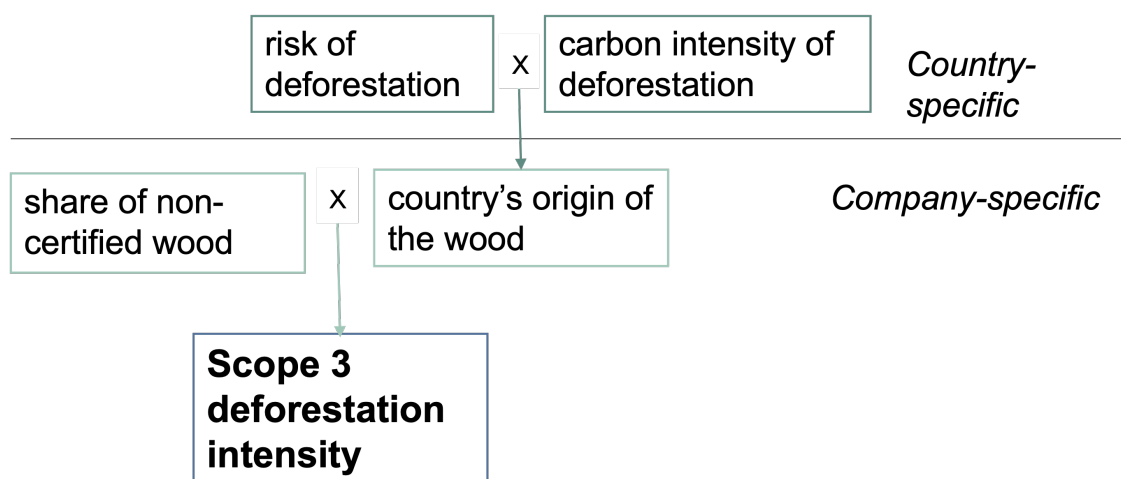 risk of
deforestation
x
carbon intensity of
deforestation
Country-
specific
share of non-
certified wood
x
country’s origin of
the wood
Company-specific
Scope 3
deforestation
intensity